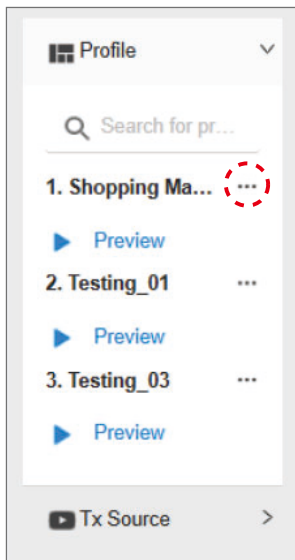 Profile
Search for pr...
1. Shopping Ma... ...
Preview
2. Testing_01 ...
Preview
3. Testing_03 ...
Preview
Tx Source